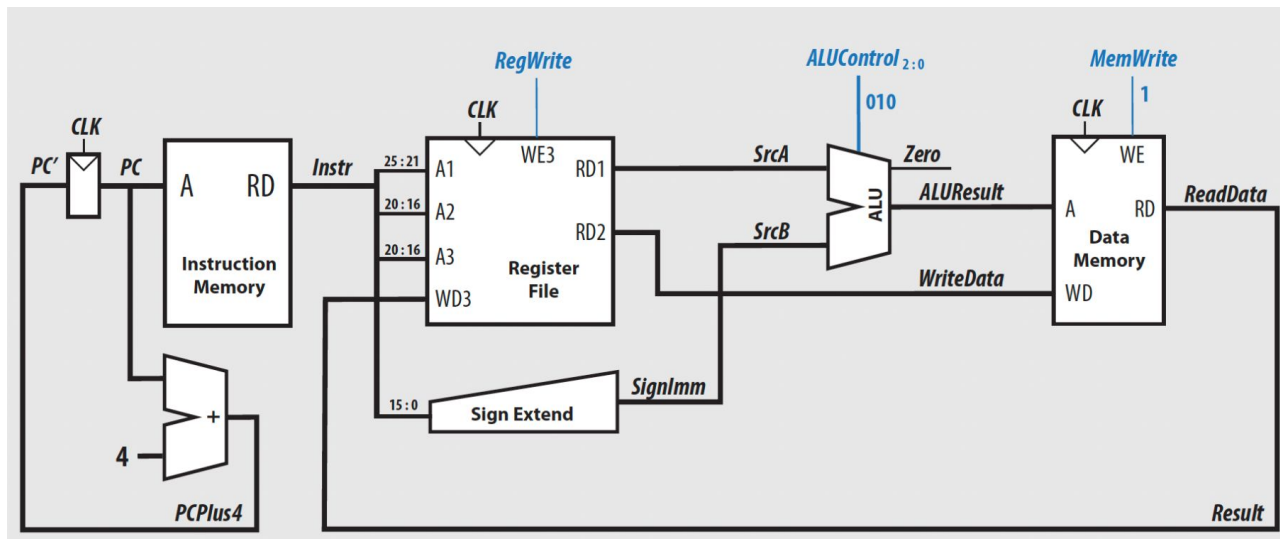 RegWrite
ALUControl 2:0
MemWrite
010
1
CLK
CLK
CLK
PC'
PC
A
RD
Instruction
Memory
Instr
25:21
20:16
20:16
A1
A2
A3
WD3
WE3
RD1
RD2
Register
File
SrcA
SrcB
ALU
Zero
ALUResult
WriteData
WE
A
RD
Data
Memory
WD
ReadData
15:0
Sign Extend
SignImm
+
4
PCPlus4
Result